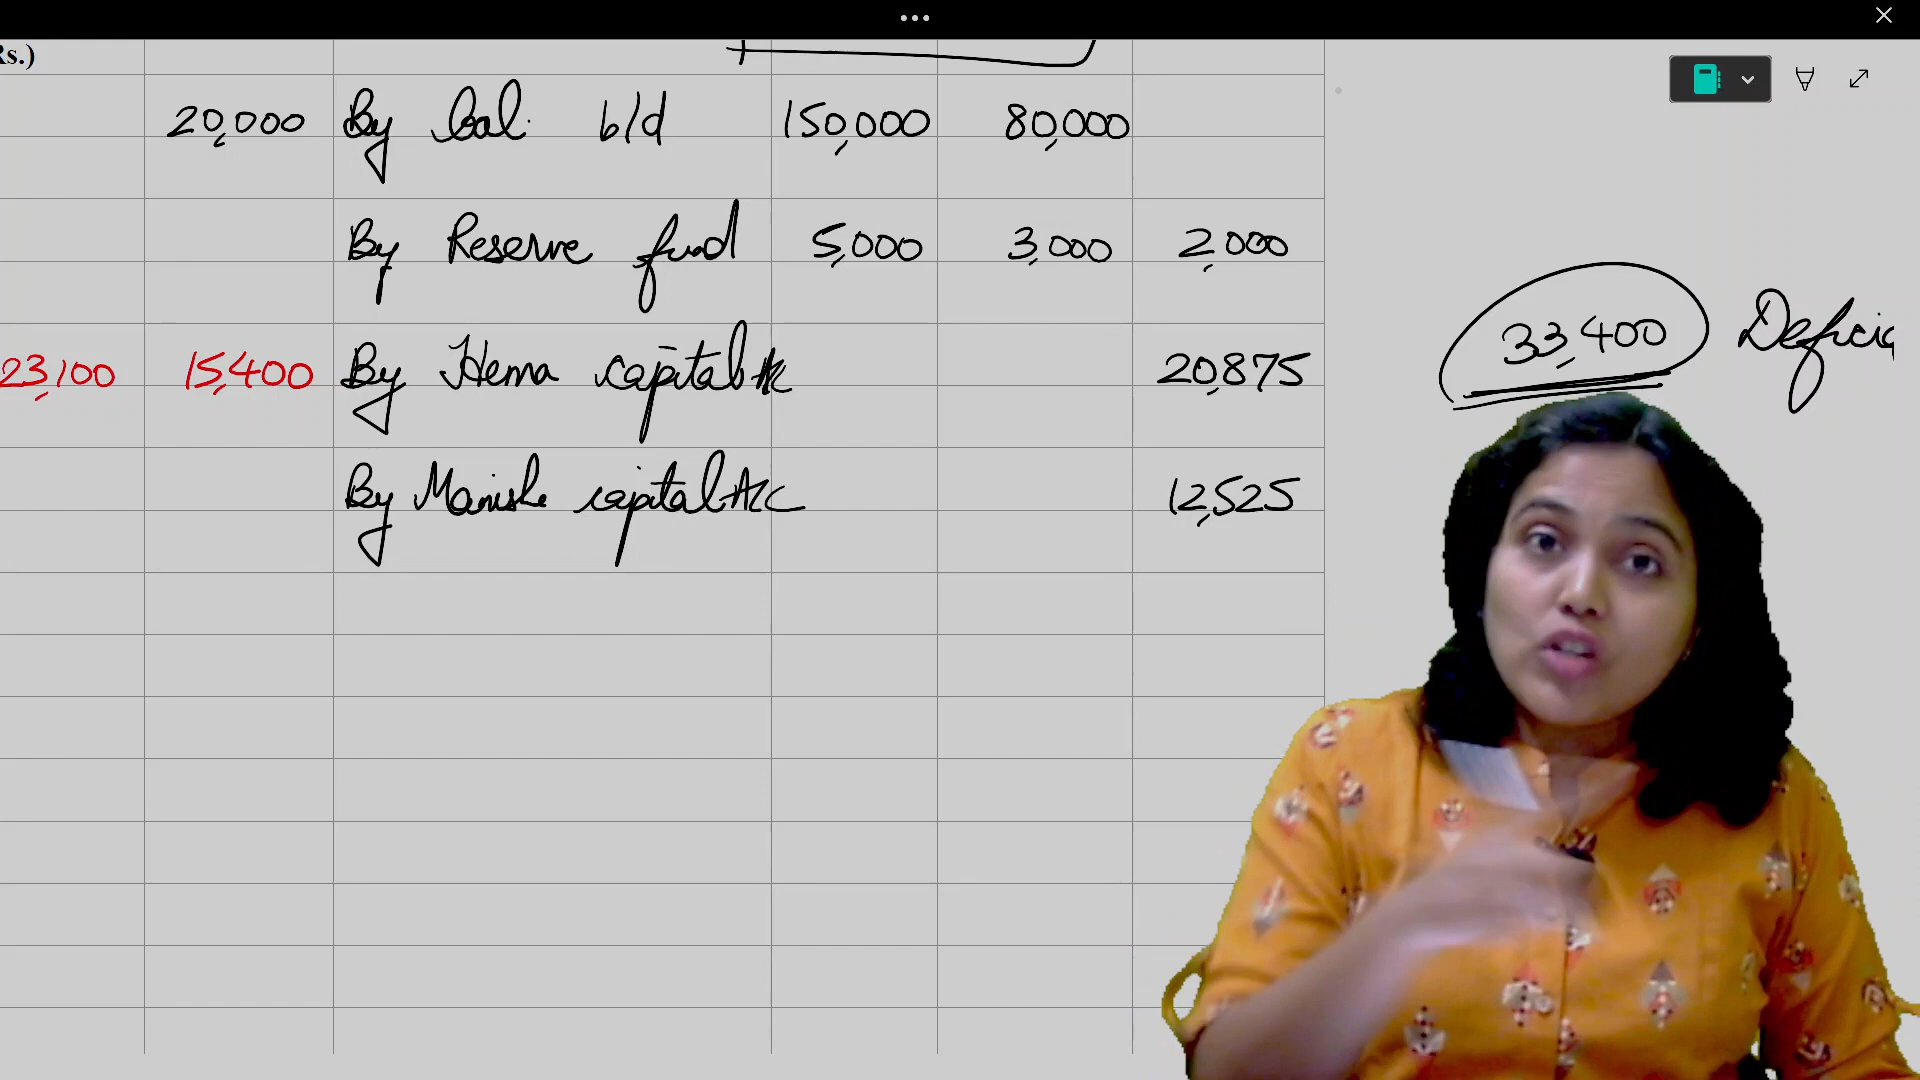 Rs.)
20,000 By bal. b/d 150,000 80,000
By Reserve fund 5,000 3,000 2,000
33,400 Defici
23,100 15,400 By Hema capital A/c 20,875
By Manisha capital A/C 12,525